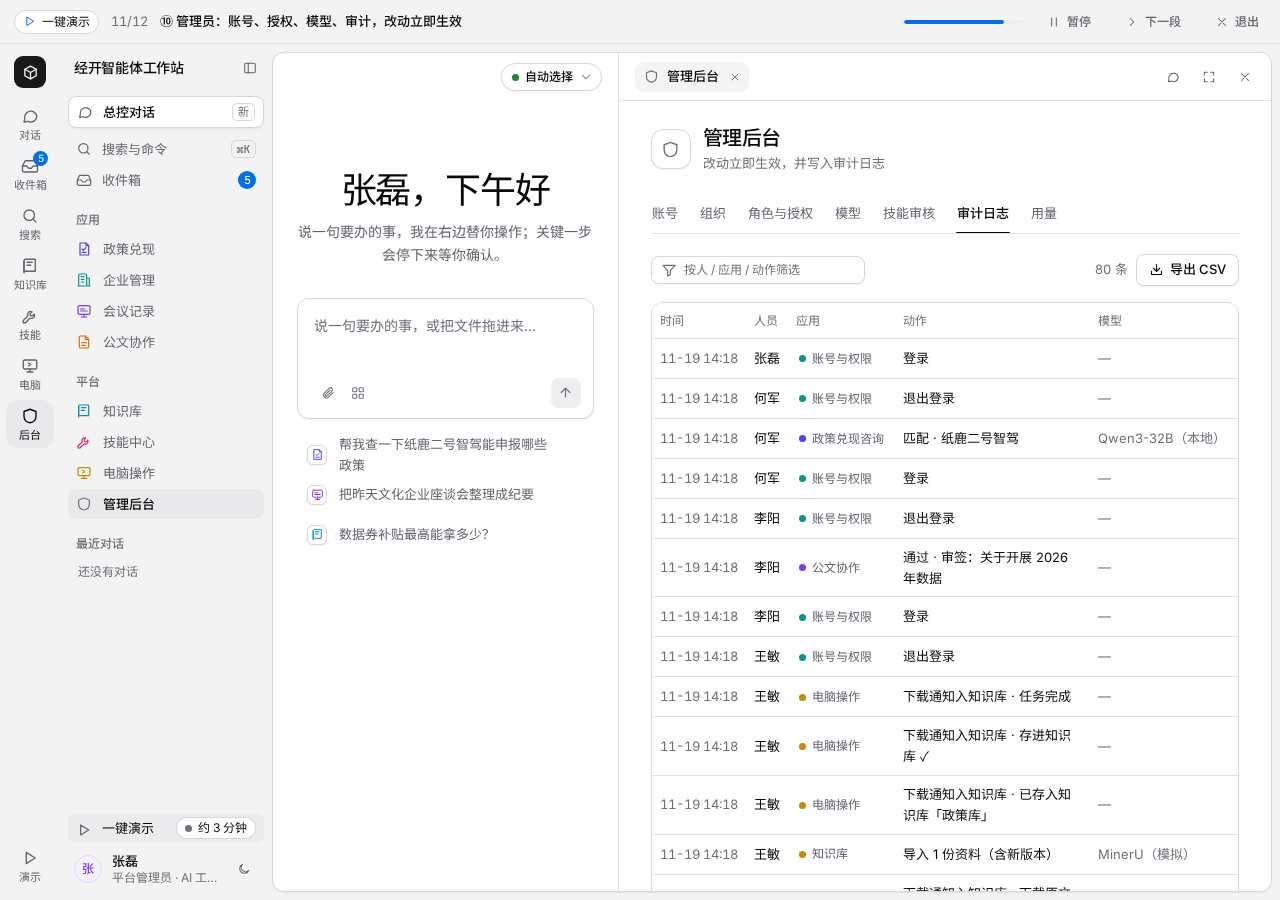 一键演示
11/12
⑩ 管理员：账号、授权、模型、审计，改动立即生效
暂停
下一段
退出
对话
5
收件箱
搜索
知识库
技能
电脑
后台
演示
经开智能体工作站
总控对话
新
搜索与命令
⌘K
收件箱
5
应用
政策兑现
企业管理
会议记录
公文协作
平台
知识库
技能中心
电脑操作
管理后台
最近对话
还没有对话
一键演示
约 3 分钟
张
张磊
平台管理员 · AI 工...
自动选择
张磊，下午好
说一句要办的事，我在右边替你操作；关键一步
会停下来等你确认。
说一句要办的事，或把文件拖进来...
帮我查一下纸鹿二号智驾能申报哪些
政策
把昨天文化企业座谈会整理成纪要
数据券补贴最高能拿多少？
管理后台
管理后台
改动立即生效，并写入审计日志
账号 组织 角色与授权 模型 技能审核 审计日志 用量
按人 / 应用 / 动作筛选
80 条
导出 CSV
时间 人员 应用 动作 模型
11-19 14:18 张磊 账号与权限 登录 —
11-19 14:18 何军 账号与权限 退出登录 —
11-19 14:18 何军 政策兑现咨询 匹配 · 纸鹿二号智驾 Qwen3-32B（本地）
11-19 14:18 何军 账号与权限 登录 —
11-19 14:18 李阳 账号与权限 退出登录 —
11-19 14:18 李阳 公文协作 通过 · 审签：关于开展 2026
年数据 —
11-19 14:18 李阳 账号与权限 登录 —
11-19 14:18 王敏 账号与权限 退出登录 —
11-19 14:18 王敏 电脑操作 下载通知入知识库 · 任务完成 —
11-19 14:18 王敏 电脑操作 下载通知入知识库 · 存进知识
库 ✓ —
11-19 14:18 王敏 电脑操作 下载通知入知识库 · 已存入知
识库「政策库」 —
11-19 14:18 王敏 知识库 导入 1 份资料（含新版本） MinerU（模拟）